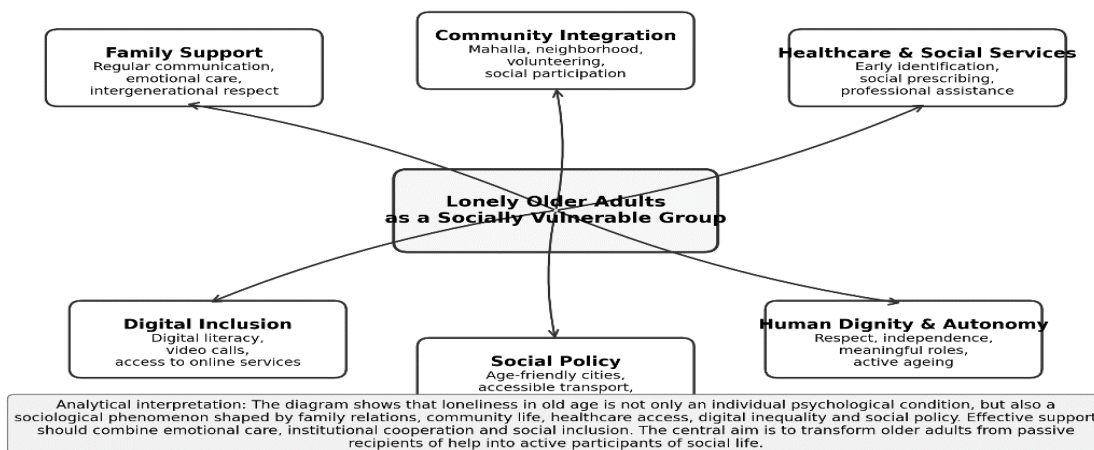 Family Support
Regular communication,
emotional care,
intergenerational respect
Community Integration
Mahalla, neighborhood,
volunteering,
social participation
Healthcare & Social Services
Early identification,
social prescribing,
professional assistance
Lonely Older Adults
as a Socially Vulnerable Group
Digital Inclusion
Digital literacy,
video calls,
access to online services
Social Policy
Age-friendly cities,
accessible transport,
Human Dignity & Autonomy
Respect, independence,
meaningful roles,
active ageing
Analytical interpretation: The diagram shows that loneliness in old age is not only an individual psychological condition, but also a
sociological phenomenon shaped by family relations, community life, healthcare access, digital inequality and social policy. Effective support
should combine emotional care, institutional cooperation and social inclusion. The central aim is to transform older adults from passive
recipients of help into active participants of social life.